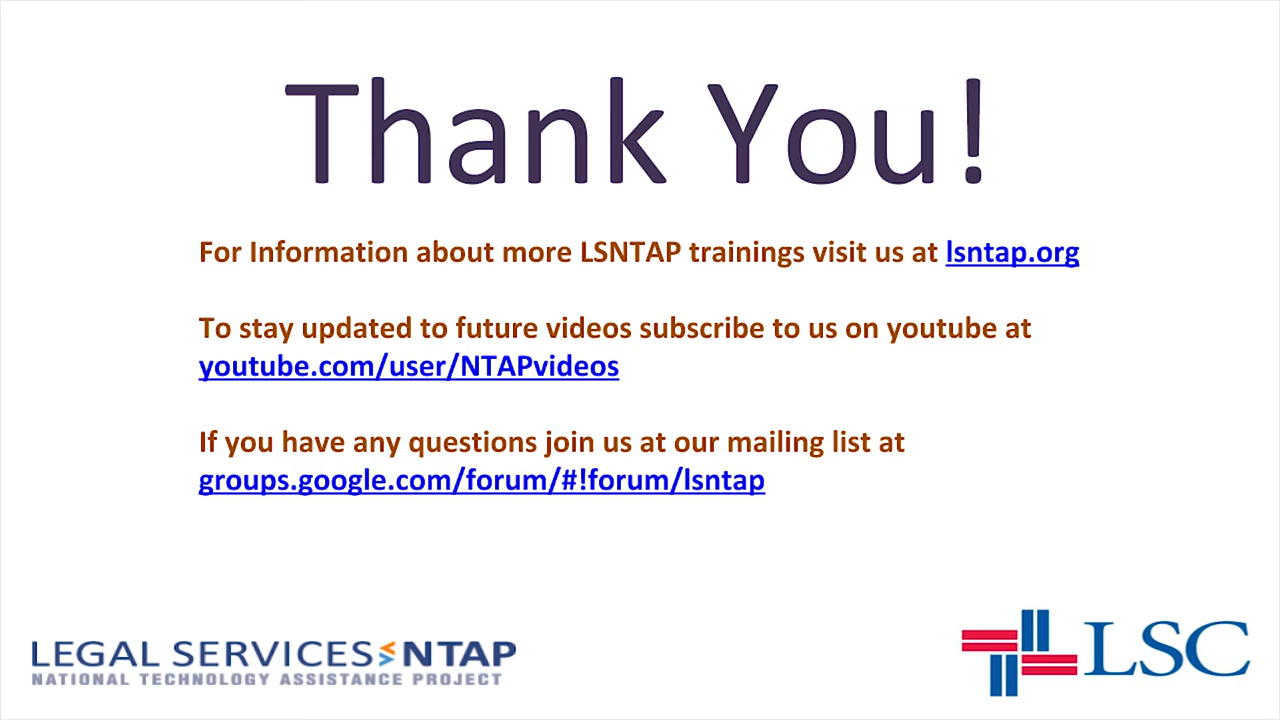 Thank You!
For Information about more LSNTAP trainings visit us at lsntap.org
To stay updated to future videos subscribe to us on youtube at
youtube.com/user/NTAPvideos
If you have any questions join us at our mailing list at
groups.google.com/forum/#!forum/lsntap
LEGAL SERVICES NTAP
NATIONAL TECHNOLOGY ASSISTANCE PROJECT
LSC